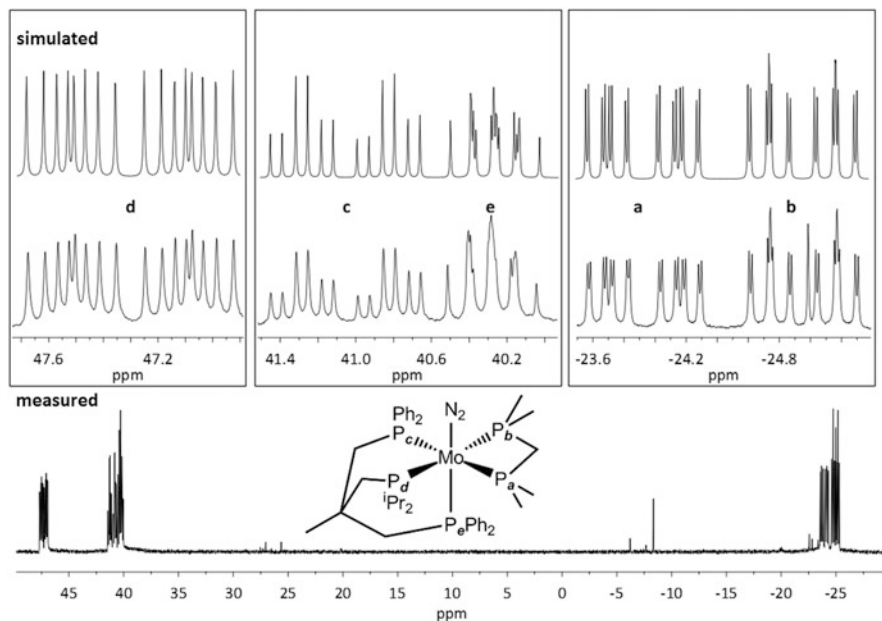 simulated
d
47.6 47.2
ppm
c e
41.4 41.0 40.6 40.2
ppm
a b
-23.6 -24.2 -24.8
ppm
measured
N2
Ph2
Pc Pb
Mo
Pd Pa
iPr2
PePh2
45 40 35 30 25 20 15 10 5 0 -5 -10 -15 -20 -25
ppm